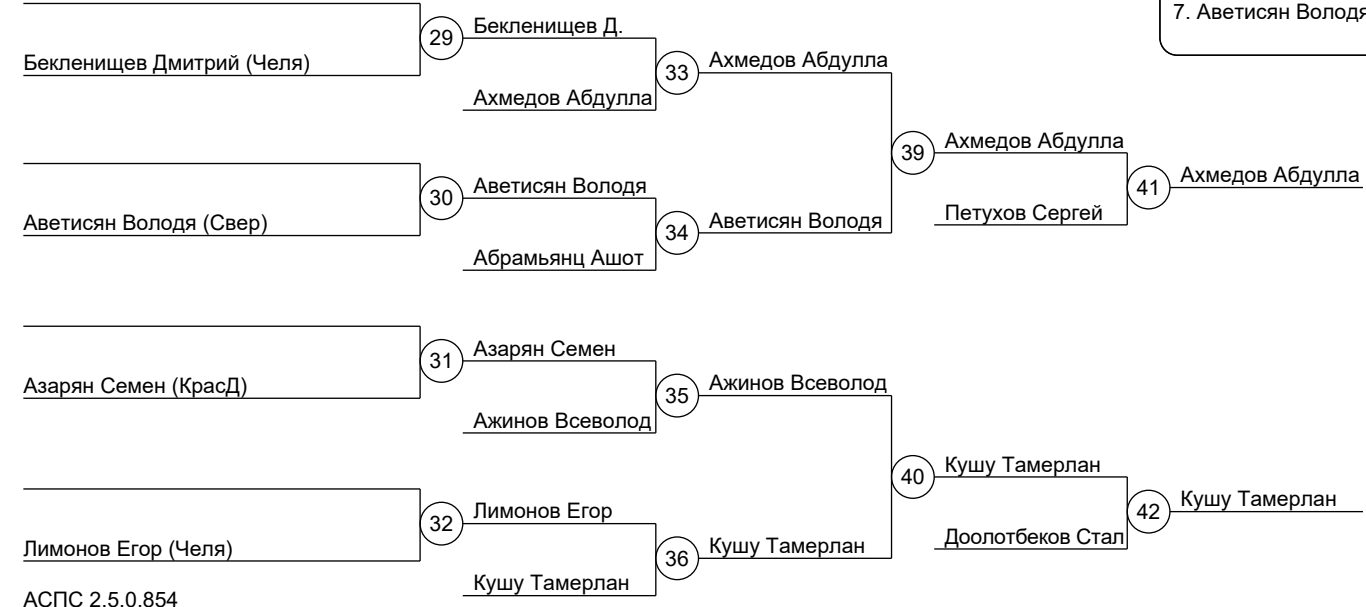 7. Аветисян Володя
29
Бекленищев Д.
Бекленищев Дмитрий (Челя)
33
Ахмедов Абдулла
Ахмедов Абдулла
39
Ахмедов Абдулла
41
Ахмедов Абдулла
30
Аветисян Володя
Аветисян Володя (Свер)
34
Аветисян Володя
Петухов Сергей
Абрамьянц Ашот
31
Азарян Семен
Азарян Семен (КрасД)
35
Ажинов Всеволод
Ажинов Всеволод
40
Кушу Тамерлан
42
Кушу Тамерлан
32
Лимонов Егор
Лимонов Егор (Челя)
36
Кушу Тамерлан
Доолотбеков Стал
Кушу Тамерлан
АСПС 2.5.0.854